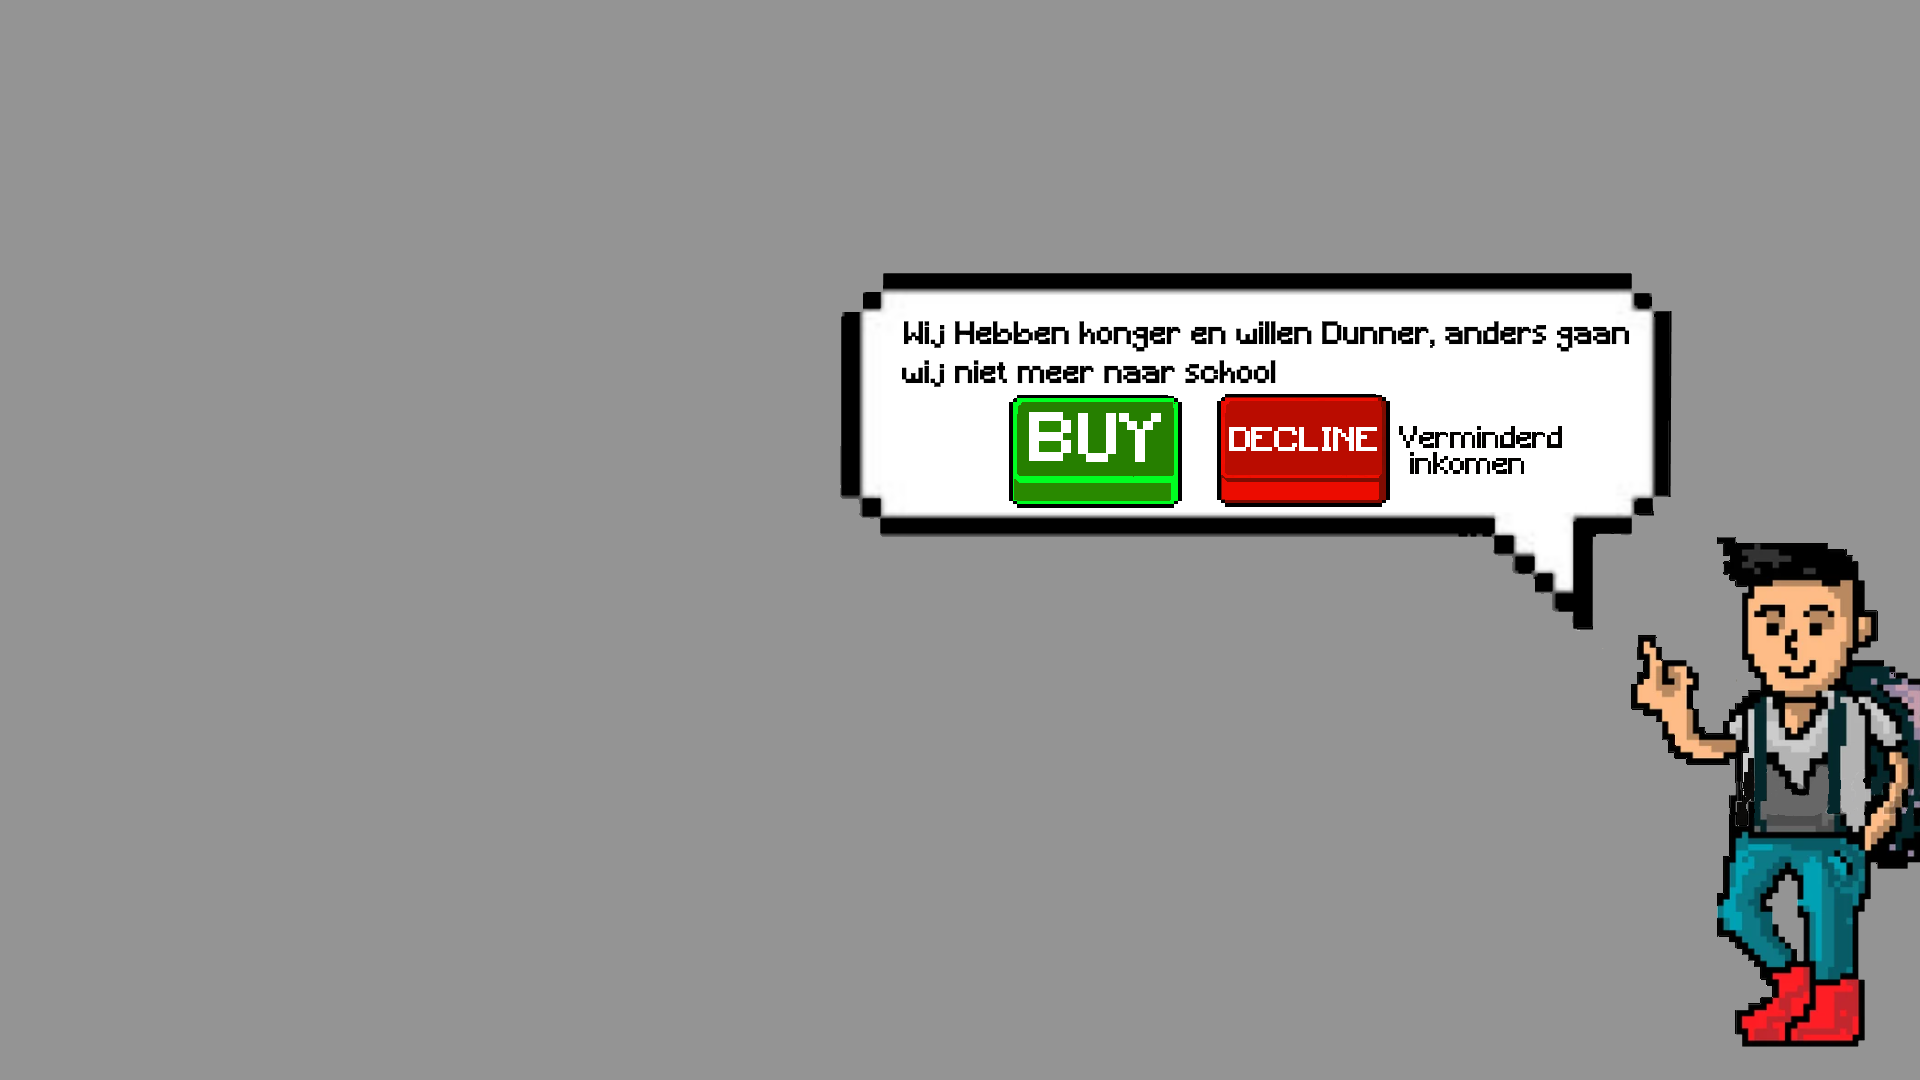 Wij Hebben honger en willen Dunner, anders gaan
wij niet meer naar school
BUY
DECLINE
Verminderd
inkomen